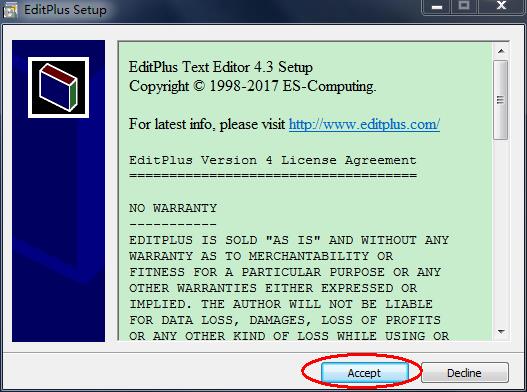 EditPlus Setup
EditPlus Text Editor 4.3 Setup
Copyright © 1998-2017 ES-Computing.
For latest info, please visit http://www.editplus.com/
EditPlus Version 4 License Agreement
====================================
NO WARRANTY
-----------
EDITPLUS IS SOLD "AS IS" AND WITHOUT ANY
WARRANTY AS TO MERCHANTABILITY OR
FITNESS FOR A PARTICULAR PURPOSE OR ANY
OTHER WARRANTIES EITHER EXPRESSED OR
IMPLIED. THE AUTHOR WILL NOT BE LIABLE
FOR DATA LOSS, DAMAGES, LOSS OF PROFITS
OR ANY OTHER KIND OF LOSS WHILE USING OR
Accept Decline